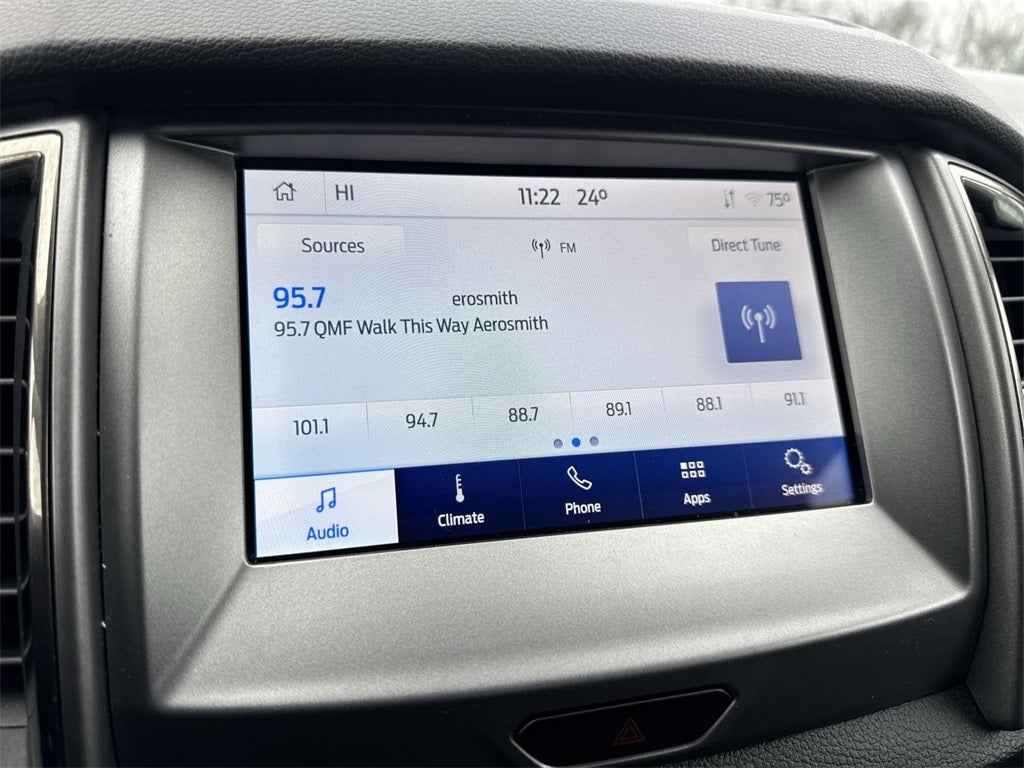 HI 11:22 24° 75°
Sources FM Direct Tune
95.7 erosmith
95.7 QMF Walk This Way Aerosmith
101.1 94.7 88.7 89.1 88.1 91.1
Audio Climate Phone Apps Settings